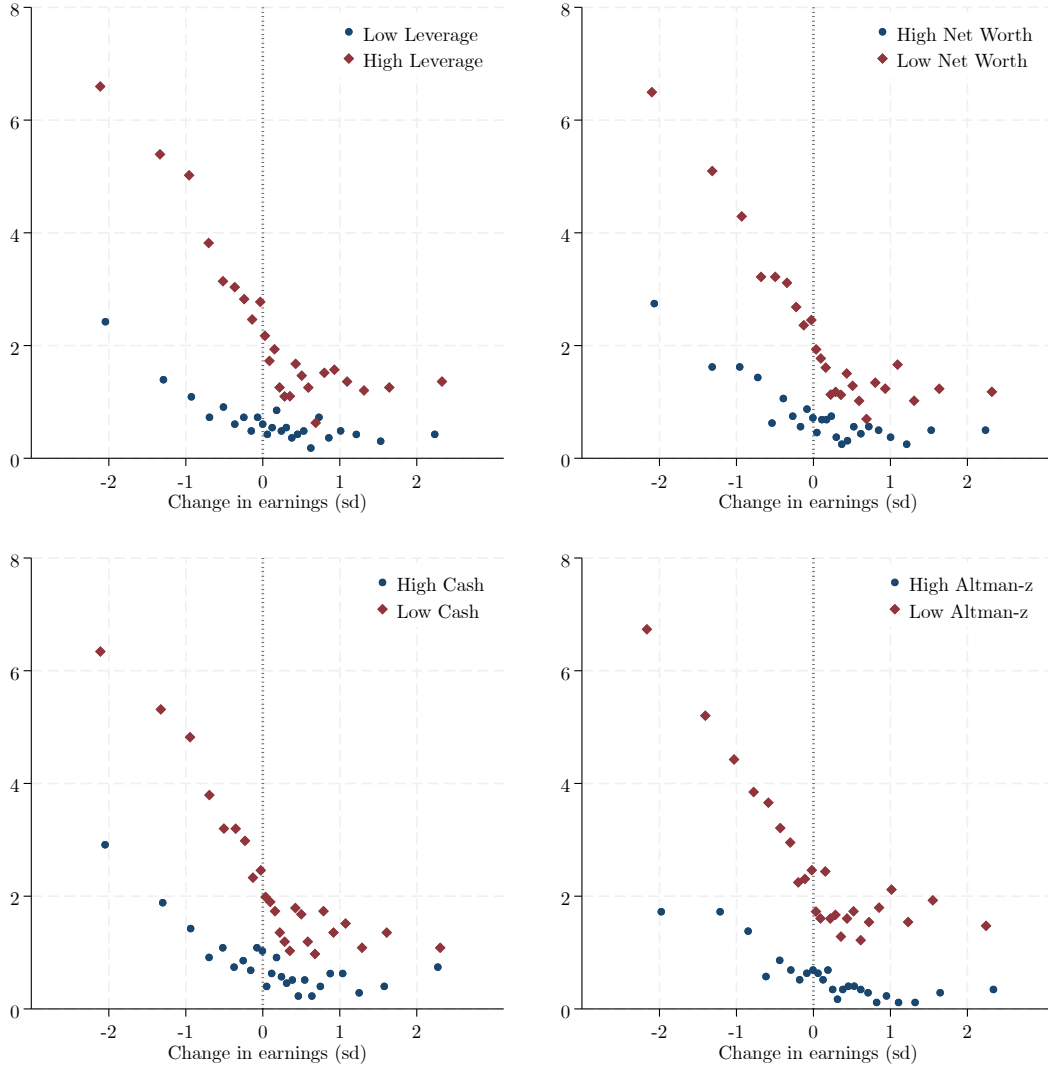 8
6
4
2
0
-2 -1 0 1 2
Change in earnings (sd)
Low Leverage
High Leverage
8
6
4
2
0
-2 -1 0 1 2
Change in earnings (sd)
High Net Worth
Low Net Worth
8
6
4
2
0
-2 -1 0 1 2
Change in earnings (sd)
High Cash
Low Cash
8
6
4
2
0
-2 -1 0 1 2
Change in earnings (sd)
High Altman-z
Low Altman-z